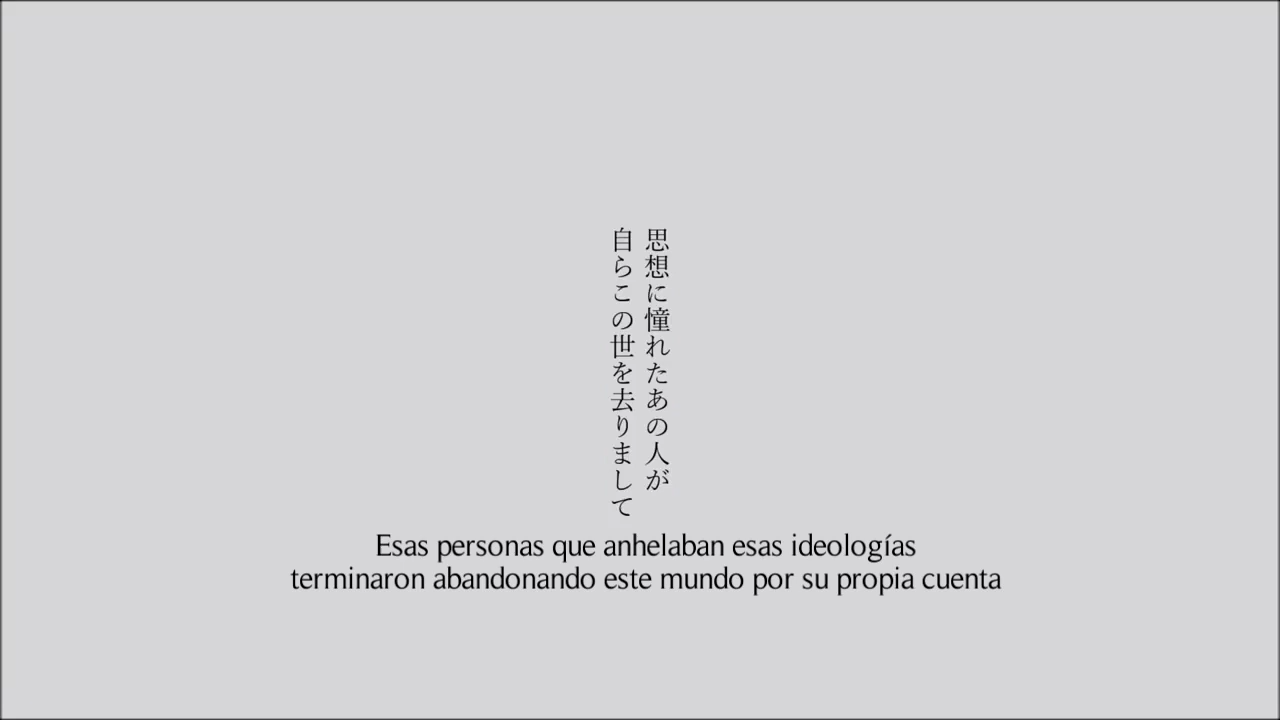 思想に憧れたあの人が
自らこの世を去りまして
Esas personas que anhelaban esas ideologías
terminaron abandonando este mundo por su propia cuenta